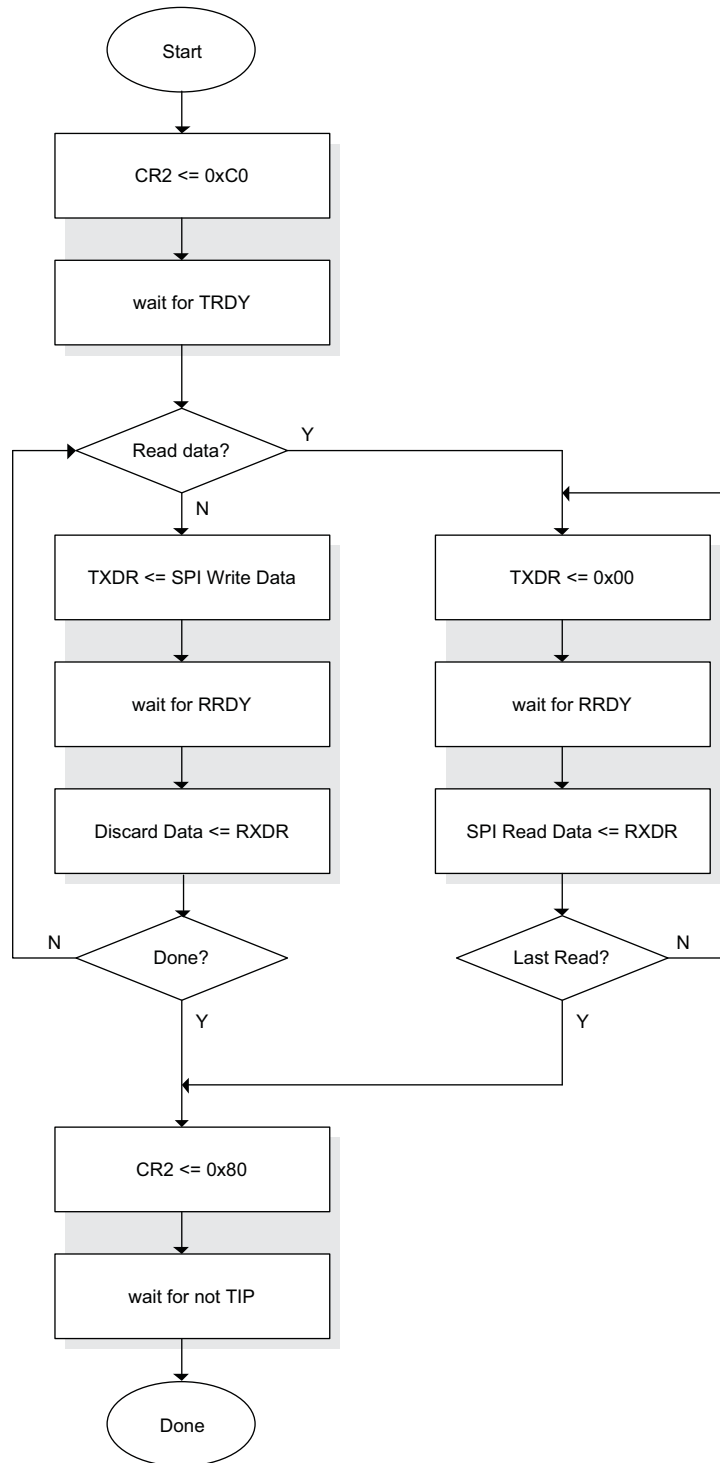 Start
CR2 <= 0xC0
wait for TRDY
Read data?
Y
N
TXDR <= SPI Write Data
TXDR <= 0x00
wait for RRDY
wait for RRDY
Discard Data <= RXDR
SPI Read Data <= RXDR
N
Done?
Last Read?
N
Y
Y
CR2 <= 0x80
wait for not TIP
Done